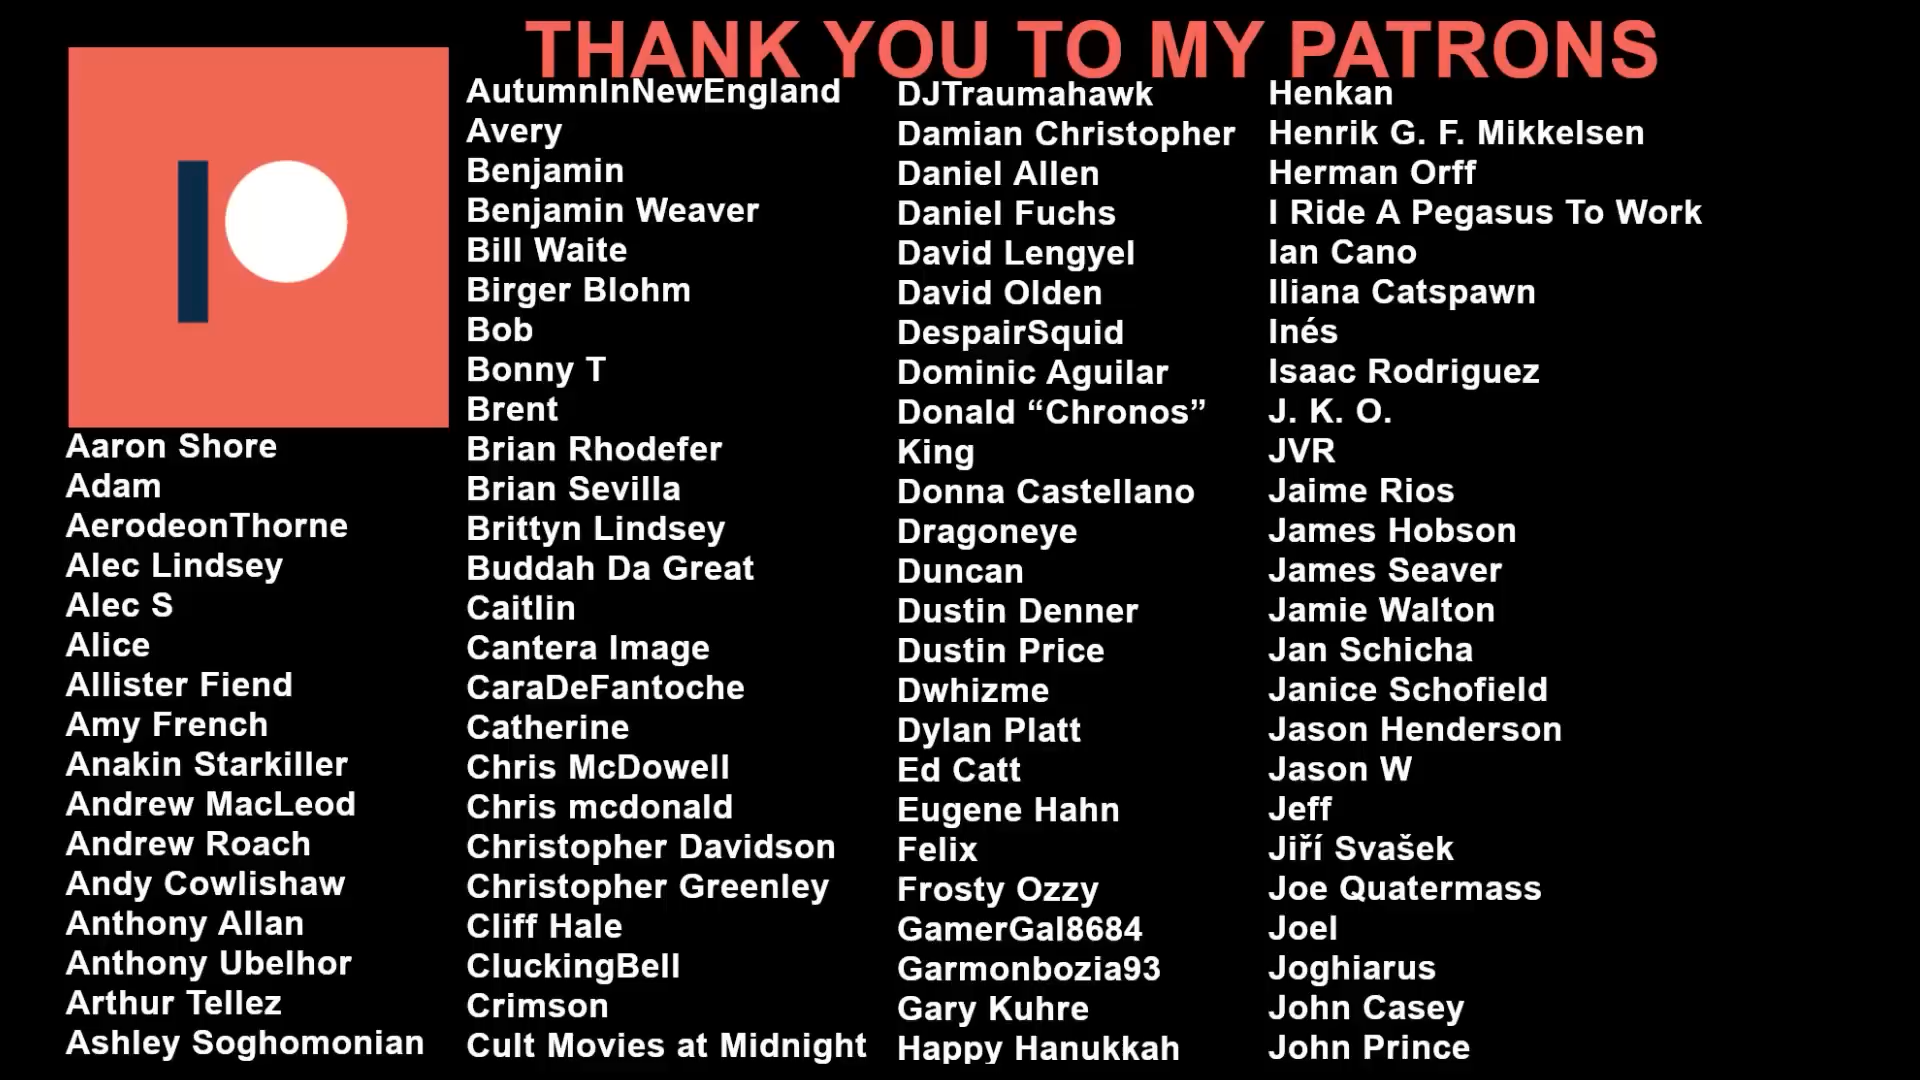 THANK YOU TO MY PATRONS
Aaron Shore
Adam
AerodeonThorne
Alec Lindsey
Alec S
Alice
Allister Fiend
Amy French
Anakin Starkiller
Andrew MacLeod
Andrew Roach
Andy Cowlishaw
Anthony Allan
Anthony Ubelhor
Arthur Tellez
Ashley Soghomonian
AutumnInNewEngland
Avery
Benjamin
Benjamin Weaver
Bill Waite
Birger Blohm
Bob
Bonny T
Brent
Brian Rhodefer
Brian Sevilla
Brittyn Lindsey
Buddah Da Great
Caitlin
Cantera Image
CaraDeFantoche
Catherine
Chris McDowell
Chris mcdonald
Christopher Davidson
Christopher Greenley
Cliff Hale
CluckingBell
Crimson
Cult Movies at Midnight
DJTraumahawk
Damian Christopher
Daniel Allen
Daniel Fuchs
David Lengyel
David Olden
DespairSquid
Dominic Aguilar
Donald “Chronos”
King
Donna Castellano
Dragoneye
Duncan
Dustin Denner
Dustin Price
Dwhizme
Dylan Platt
Ed Catt
Eugene Hahn
Felix
Frosty Ozzy
GamerGal8684
Garmonbozia93
Gary Kuhre
Happy Hanukkah
Henkan
Henrik G. F. Mikkelsen
Herman Orff
I Ride A Pegasus To Work
Ian Cano
Iliana Catspawn
Inés
Isaac Rodriguez
J. K. O.
JVR
Jaime Rios
James Hobson
James Seaver
Jamie Walton
Jan Schicha
Janice Schofield
Jason Henderson
Jason W
Jeff
Jiří Svašek
Joe Quatermass
Joel
Joghiarus
John Casey
John Prince